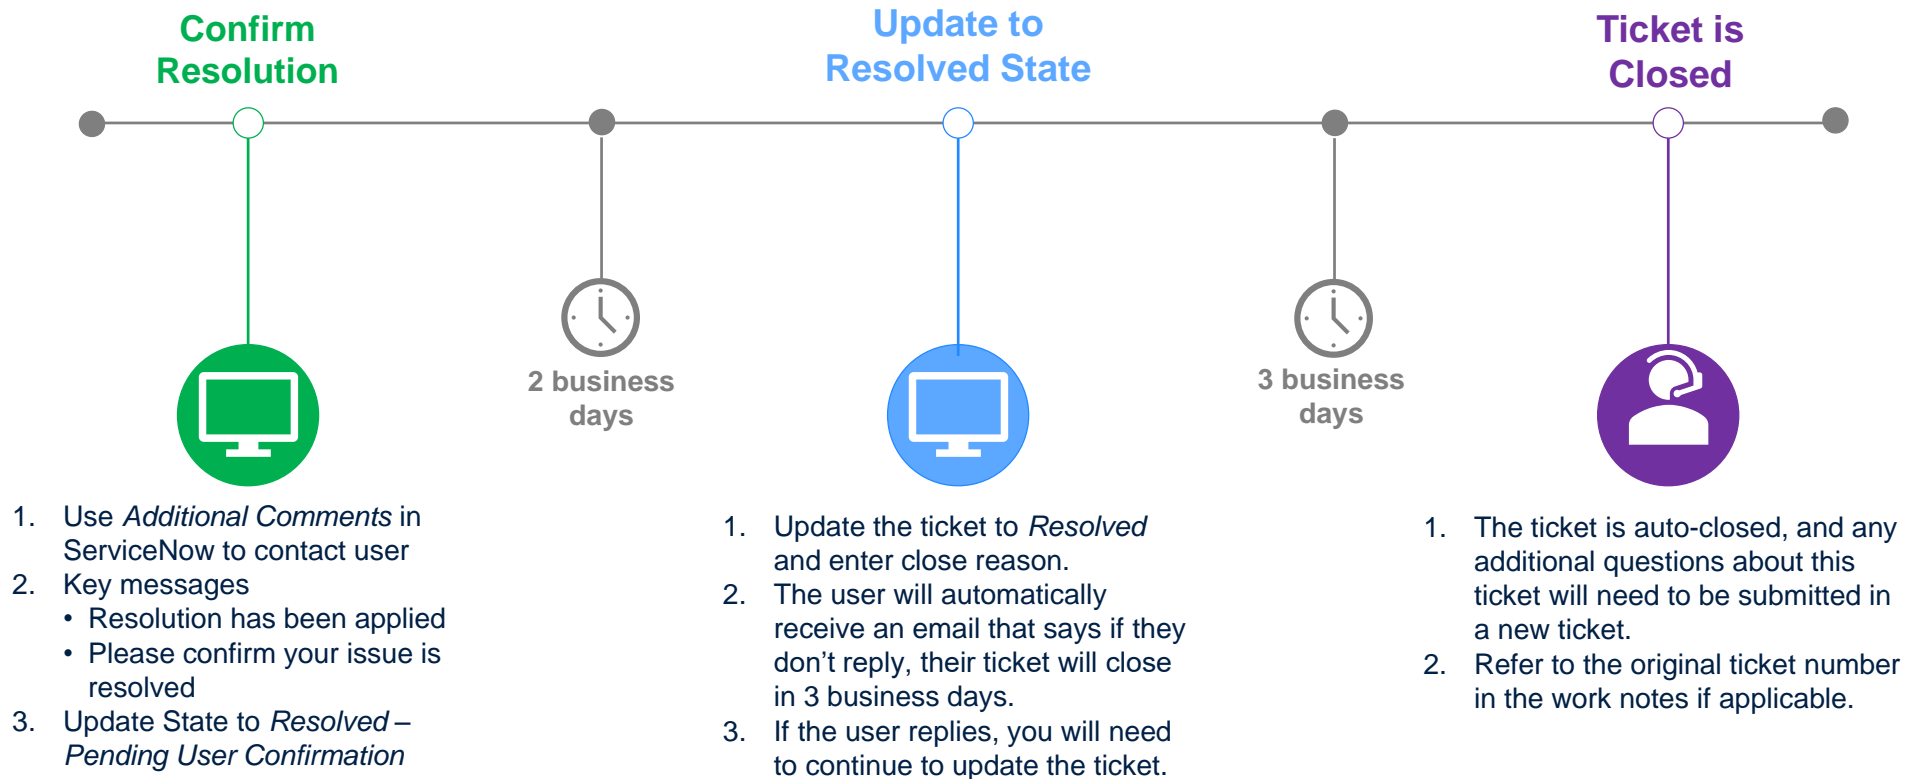 Confirm
Resolution
Update to
Resolved State
Ticket is
Closed
2 business
days
3 business
days
1. Use Additional Comments in
ServiceNow to contact user
2. Key messages
• Resolution has been applied
• Please confirm your issue is
resolved
3. Update State to Resolved –
Pending User Confirmation
1. Update the ticket to Resolved
and enter close reason.
2. The user will automatically
receive an email that says if they
don’t reply, their ticket will close
in 3 business days.
3. If the user replies, you will need
to continue to update the ticket.
1. The ticket is auto-closed, and any
additional questions about this
ticket will need to be submitted in
a new ticket.
2. Refer to the original ticket number
in the work notes if applicable.